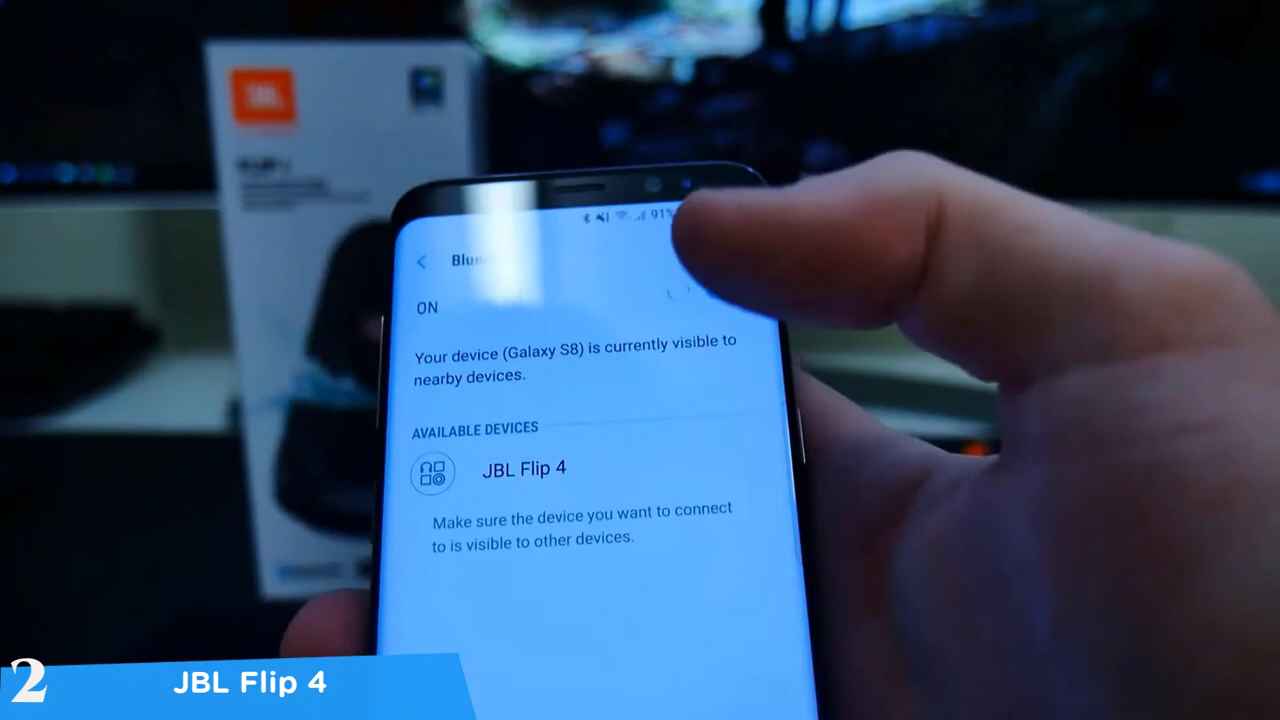 JBL
91%
Blue
ON
Your device (Galaxy S8) is currently visible to
nearby devices.
AVAILABLE DEVICES
JBL Flip 4
Make sure the device you want to connect
to is visible to other devices.
2
JBL Flip 4